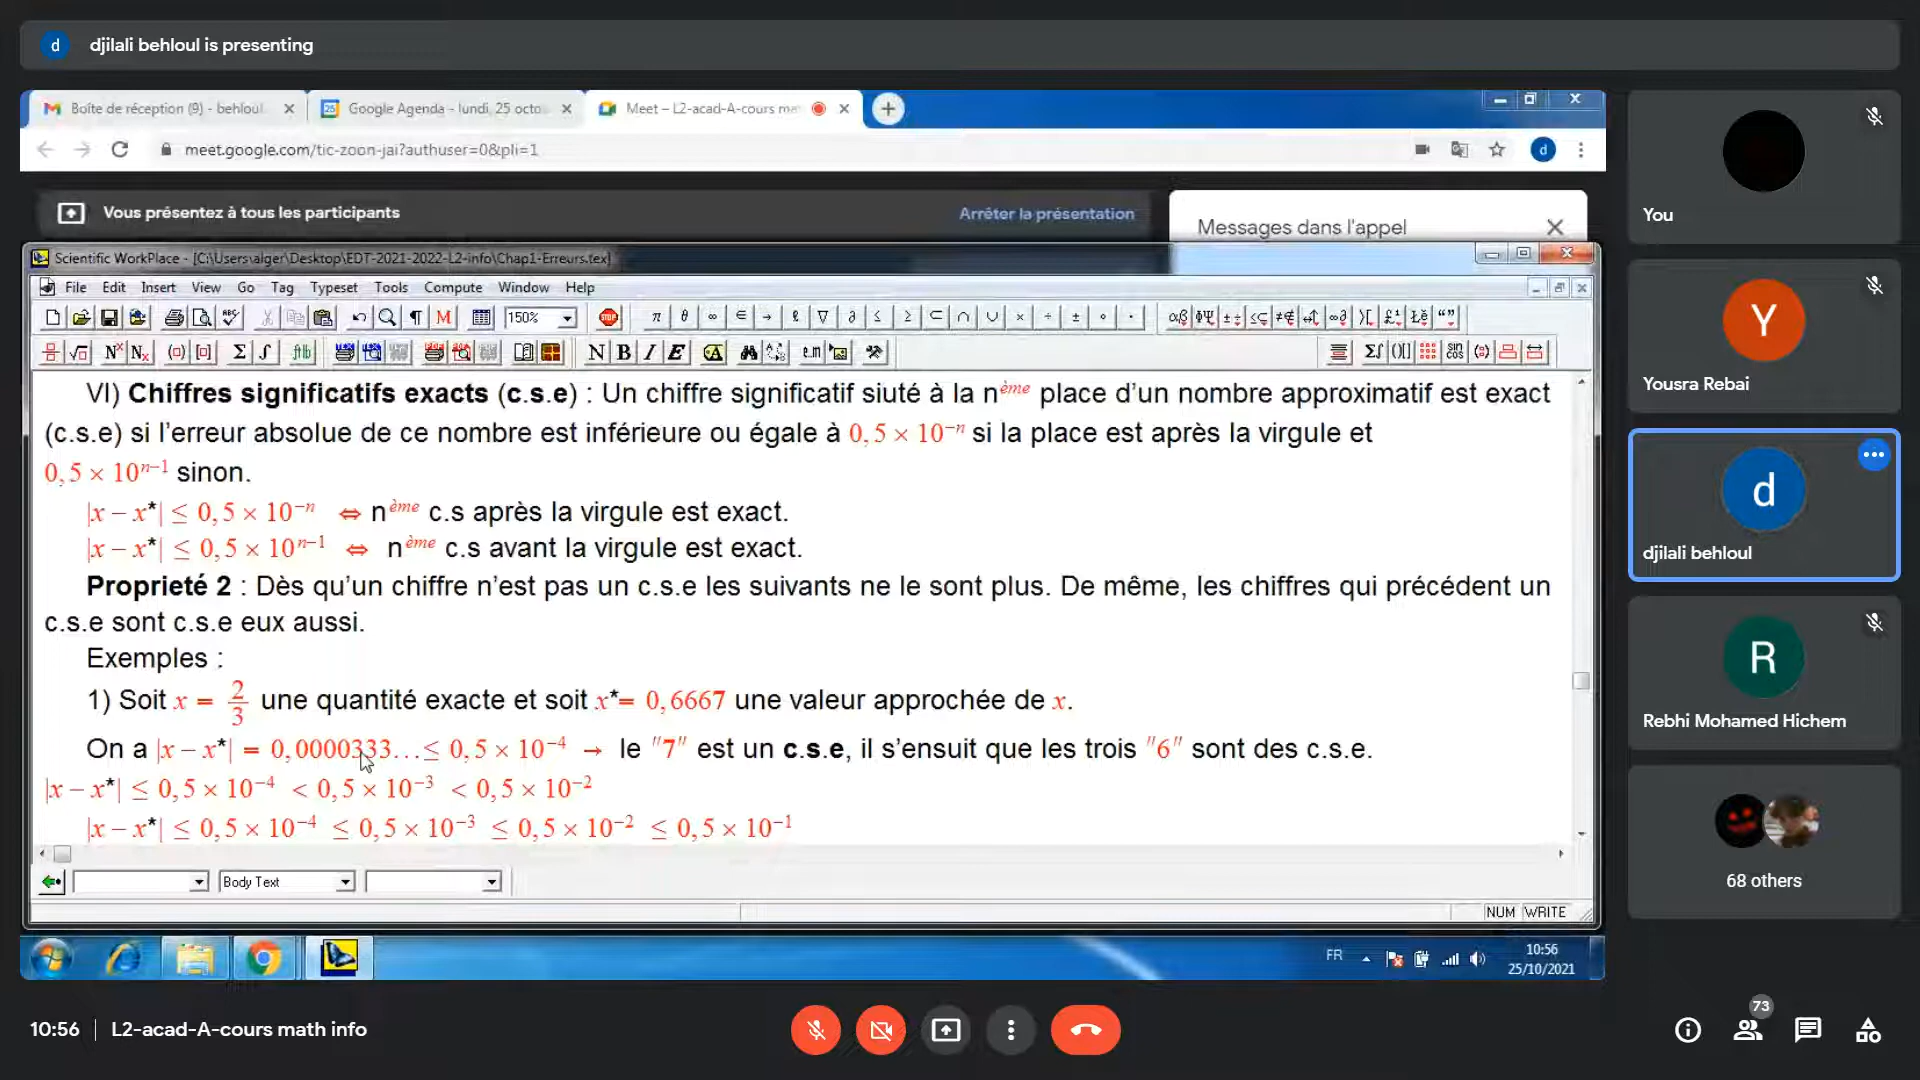 d djilali behloul is presenting
Boîte de réception (9) - behloul
Google Agenda - lundi, 25 octo
Meet – L2-acad-A-cours ma
meet.google.com/tic-zoon-jai?authuser=0&pli=1
d
Vous présentez à tous les participants
Arrêter la présentation
Messages dans l'appel
Scientific WorkPlace - [C:\Users\alger\Desktop\EDT-2021-2022-L2-info\Chap1-Erreurs.tex]
File Edit Insert View Go Tag Typeset Tools Compute Window Help
150%
VI) Chiffres significatifs exacts (c.s.e) : Un chiffre significatif siuté à la nème place d'un nombre approximatif est exact
(c.s.e) si l'erreur absolue de ce nombre est inférieure ou égale à 0,5 × 10^{-n} si la place est après la virgule et
0,5 × 10^{n-1} sinon.
|x − x*| ≤ 0,5 × 10^{-n} ⇔ nème c.s après la virgule est exact.
|x − x*| ≤ 0,5 × 10^{n-1} ⇔ nème c.s avant la virgule est exact.
Proprieté 2 : Dès qu'un chiffre n'est pas un c.s.e les suivants ne le sont plus. De même, les chiffres qui précédent un
c.s.e sont c.s.e eux aussi.
Exemples :
1) Soit x = 2/3 une quantité exacte et soit x*= 0,6667 une valeur approchée de x.
On a |x − x*| = 0,0000333…≤ 0,5 × 10^{-4} → le "7" est un c.s.e, il s'ensuit que les trois "6" sont des c.s.e.
|x − x*| ≤ 0,5 × 10^{-4} < 0,5 × 10^{-3} < 0,5 × 10^{-2}
|x − x*| ≤ 0,5 × 10^{-4} ≤ 0,5 × 10^{-3} ≤ 0,5 × 10^{-2} ≤ 0,5 × 10^{-1}
Body Text
NUM WRITE
FR
10:56
25/10/2021
You
Y
Yousra Rebai
d
djilali behloul
R
Rebhi Mohamed Hichem
68 others
10:56 | L2-acad-A-cours math info
73